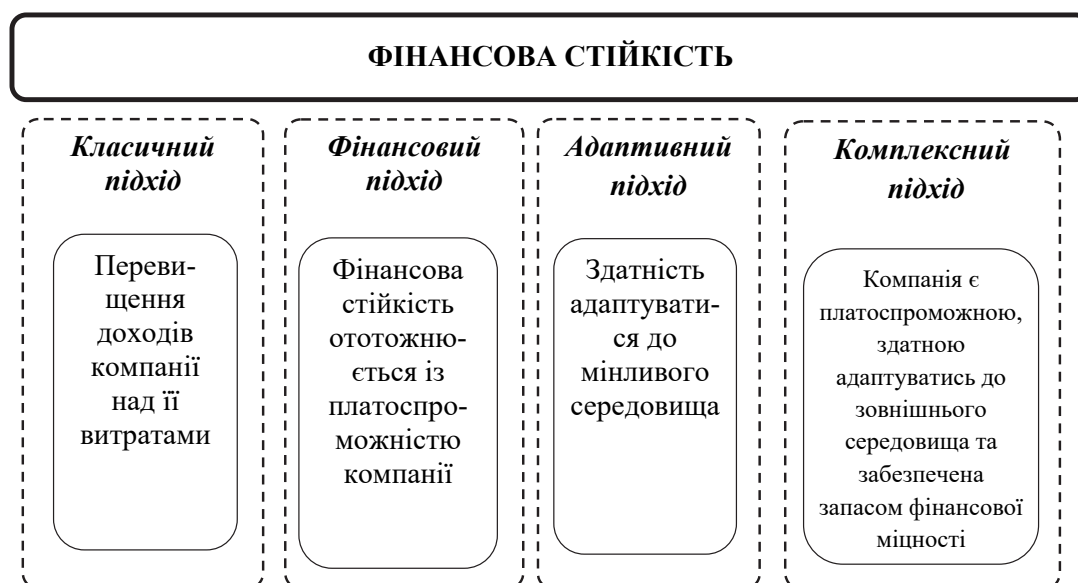 ФІНАНСОВА СТІЙКІСТЬ
Класичний
підхід
Переви-
щення
доходів
компанії
над її
витратами
Фінансовий
підхід
Фінансова
стійкість
ототожню-
ється із
платоспро-
можністю
компанії
Адаптивний
підхід
Здатність
адаптувати-
ся до
мінливого
середовища
Комплексний
підхід
Компанія є
платоспроможною,
здатною
адаптуватись до
зовнішнього
середовища та
забезпечена
запасом фінансової
міцності